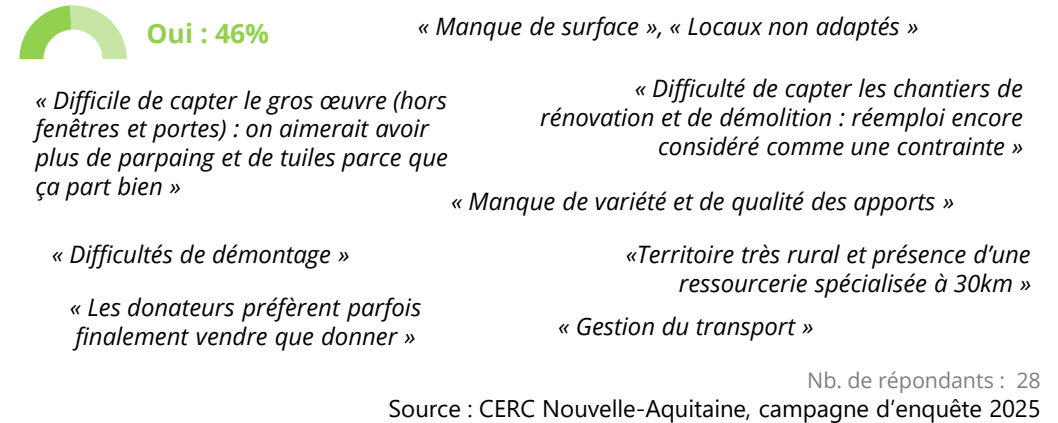 Oui : 46%
« Manque de surface », « Locaux non adaptés »
« Difficile de capter le gros œuvre (hors
fenêtres et portes) : on aimerait avoir
plus de parpaing et de tuiles parce que
ça part bien »
« Difficulté de capter les chantiers de
rénovation et de démolition : réemploi encore
considéré comme une contrainte »
« Manque de variété et de qualité des apports »
« Difficultés de démontage »
«Territoire très rural et présence d’une
ressourcerie spécialisée à 30km »
« Les donateurs préfèrent parfois
finalement vendre que donner »
« Gestion du transport »
Nb. de répondants : 28
Source : CERC Nouvelle-Aquitaine, campagne d’enquête 2025